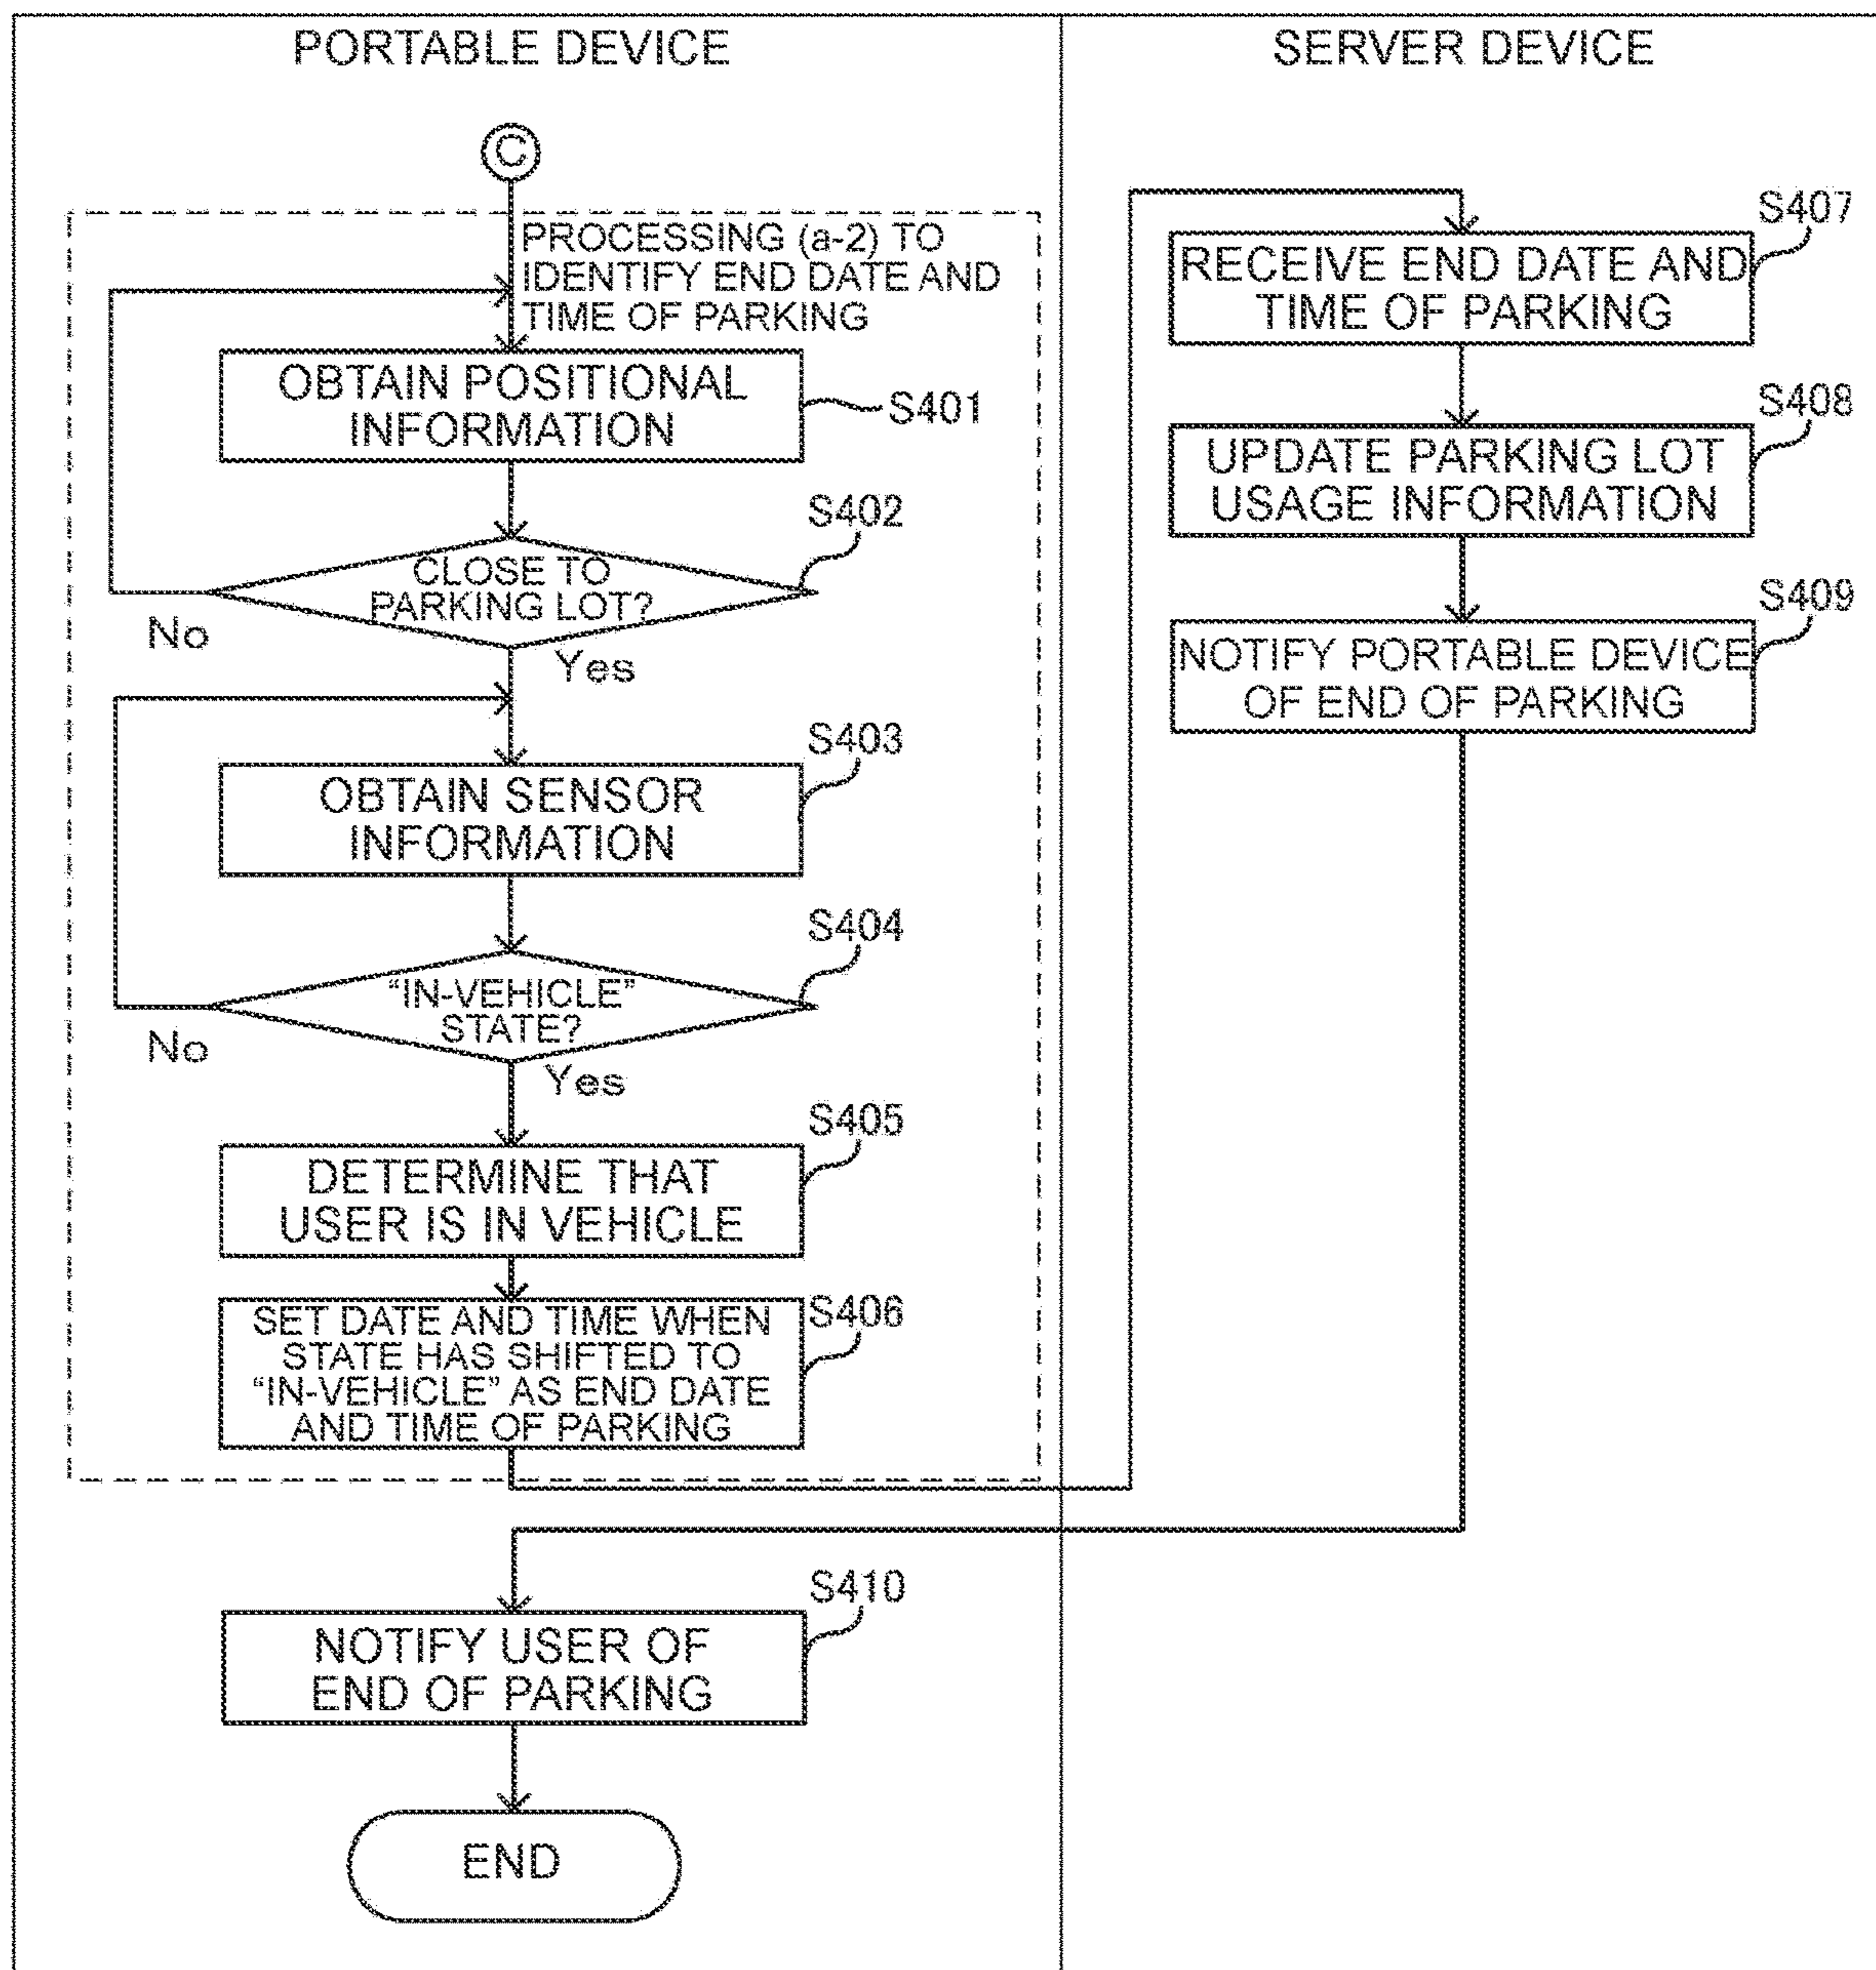 PORTABLE DEVICE
C
PROCESSING (a-2) TO
IDENTIFY END DATE AND
TIME OF PARKING
OBTAIN POSITIONAL
INFORMATION
S401
S402
CLOSE TO
PARKING LOT?
No
Yes
S403
OBTAIN SENSOR
INFORMATION
S404
“IN-VEHICLE”
STATE?
No
Yes
S405
DETERMINE THAT
USER IS IN VEHICLE
S406
SET DATE AND TIME WHEN
STATE HAS SHIFTED TO
“IN-VEHICLE” AS END DATE
AND TIME OF PARKING
SERVER DEVICE
S407
RECEIVE END DATE AND
TIME OF PARKING
S408
UPDATE PARKING LOT
USAGE INFORMATION
S409
NOTIFY PORTABLE DEVICE
OF END OF PARKING
S410
NOTIFY USER OF
END OF PARKING
END